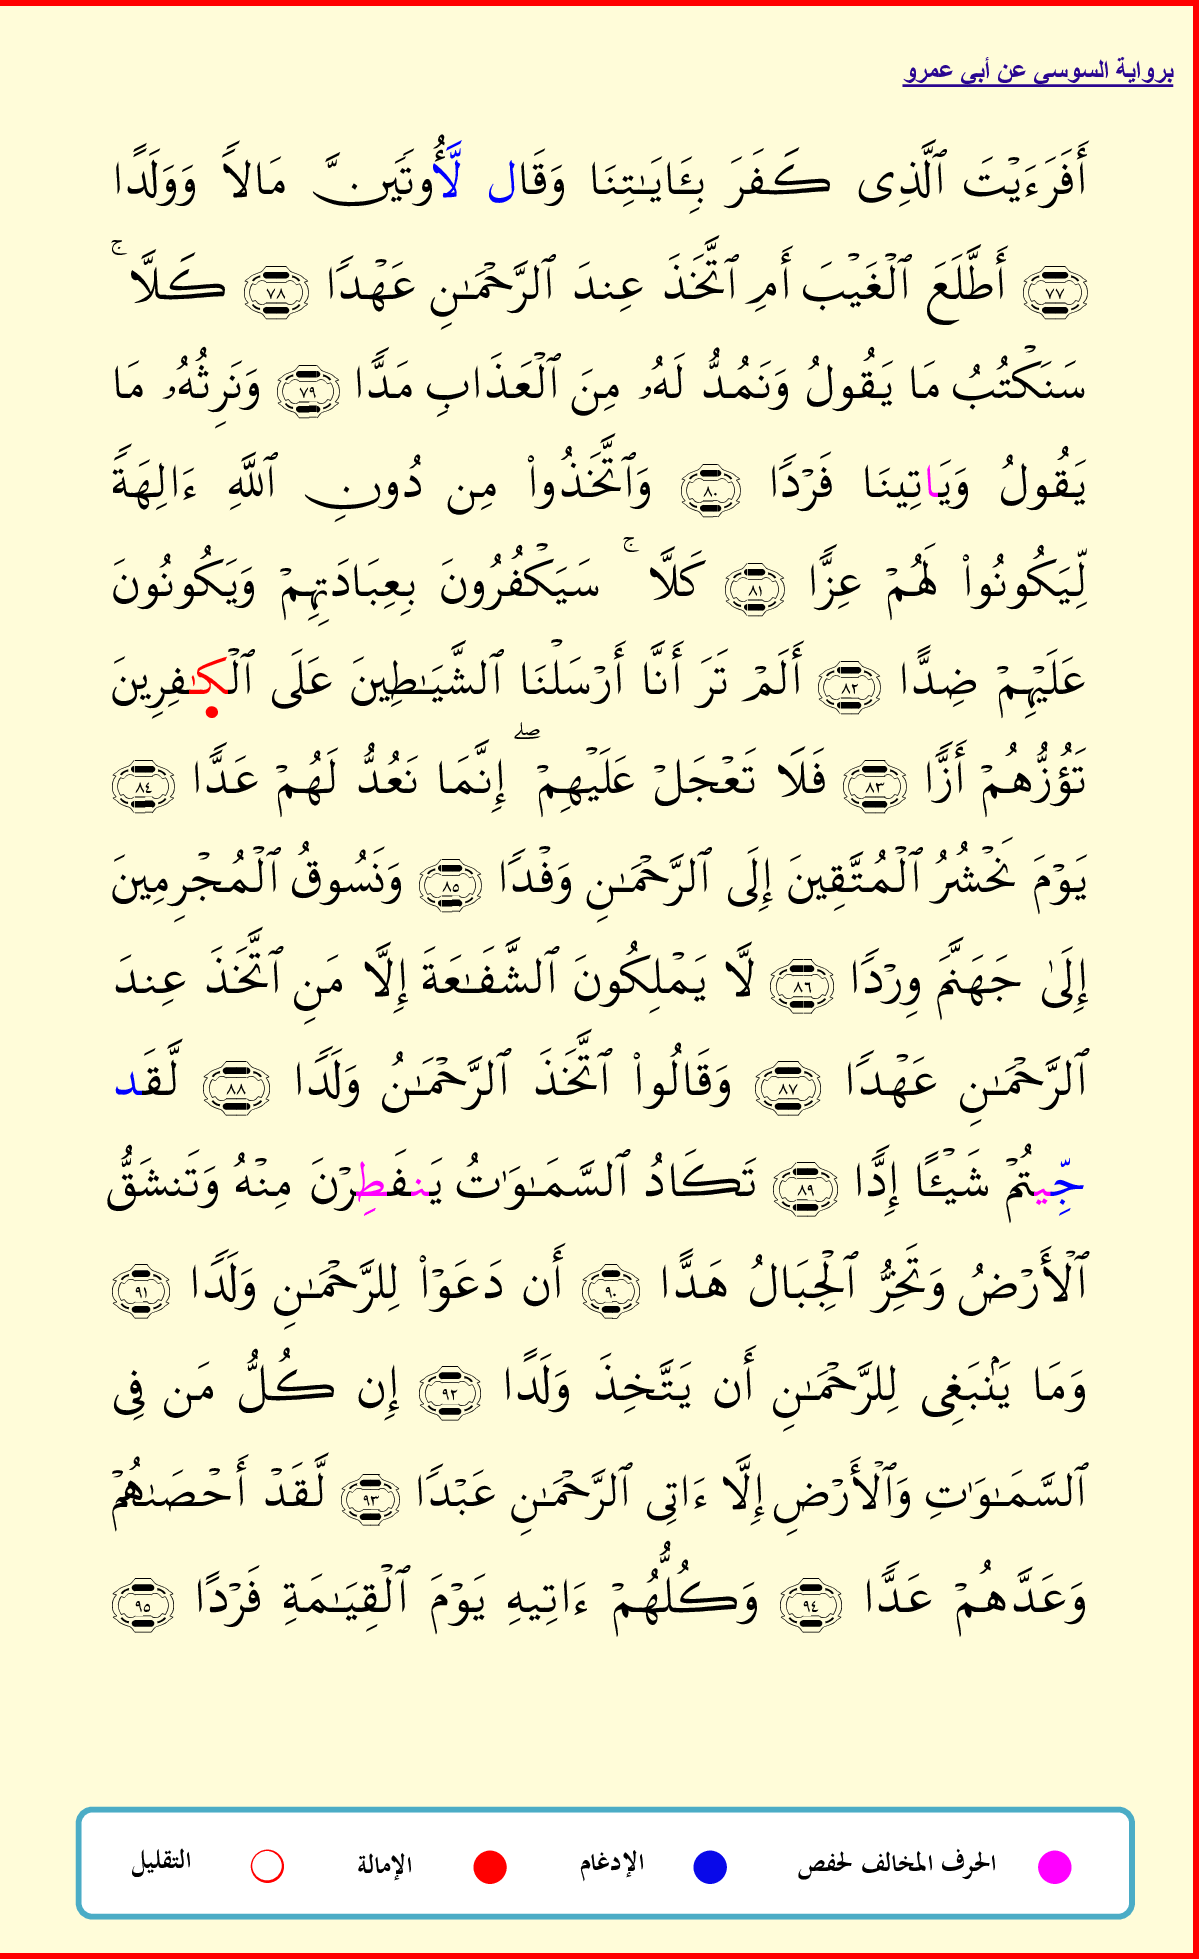 برواية السوسي عن أبي عمرو
أَفَرَءَيۡتَ ٱلَّذِى كَفَرَ بِـَٔايَـٰتِنَا وَقَال لَّأُوتَيَنَّ مَالًا وَوَلَدًا
٧٧ أَطَّلَعَ ٱلۡغَيۡبَ أَمِ ٱتَّخَذَ عِندَ ٱلرَّحۡمَـٰنِ عَهۡدًا ٧٨ كَلَّاۚ
سَنَكۡتُبُ مَا يَقُولُ وَنَمُدُّ لَهُۥ مِنَ ٱلۡعَذَابِ مَدًّا ٧٩ وَنَرِثُهُۥ مَا
يَقُولُ وَيَاتِينَا فَرۡدًا ٨٠ وَٱتَّخَذُواْ مِن دُونِ ٱللَّهِ ءَالِهَةً
لِّيَكُونُواْ لَهُمۡ عِزًّا ٨١ كَلَّاۚ سَيَكۡفُرُونَ بِعِبَادَتِهِمۡ وَيَكُونُونَ
عَلَيۡهِمۡ ضِدًّا ٨٢ أَلَمۡ تَرَ أَنَّا أَرۡسَلۡنَا ٱلشَّيَـٰطِينَ عَلَى ٱلۡكَـٰفِرِينَ
تَؤُزُّهُمۡ أَزًّا ٨٣ فَلَا تَعۡجَلۡ عَلَيۡهِمۡۖ إِنَّمَا نَعُدُّ لَهُمۡ عَدًّا ٨٤
يَوۡمَ نَحۡشُرُ ٱلۡمُتَّقِينَ إِلَى ٱلرَّحۡمَـٰنِ وَفۡدًا ٨٥ وَنَسُوقُ ٱلۡمُجۡرِمِينَ
إِلَىٰ جَهَنَّمَ وِرۡدًا ٨٦ لَّا يَمۡلِكُونَ ٱلشَّفَـٰعَةَ إِلَّا مَنِ ٱتَّخَذَ عِندَ
ٱلرَّحۡمَـٰنِ عَهۡدًا ٨٧ وَقَالُواْ ٱتَّخَذَ ٱلرَّحۡمَـٰنُ وَلَدًا ٨٨ لَّقَد
جِّيتُمۡ شَيۡـًٔا إِدًّا ٨٩ تَكَادُ ٱلسَّمَـٰوَٰتُ يَنفَطِرۡنَ مِنۡهُ وَتَنشَقُّ
ٱلۡأَرۡضُ وَتَخِرُّ ٱلۡجِبَالُ هَدًّا ٩٠ أَن دَعَوۡاْ لِلرَّحۡمَـٰنِ وَلَدًا ٩١
وَمَا يَنۢبَغِى لِلرَّحۡمَـٰنِ أَن يَتَّخِذَ وَلَدًا ٩٢ إِن كُلُّ مَن فِى
ٱلسَّمَـٰوَٰتِ وَٱلۡأَرۡضِ إِلَّا ءَاتِى ٱلرَّحۡمَـٰنِ عَبۡدًا ٩٣ لَّقَدۡ أَحۡصَىٰهُمۡ
وَعَدَّهُمۡ عَدًّا ٩٤ وَكُلُّهُمۡ ءَاتِيهِ يَوۡمَ ٱلۡقِيَـٰمَةِ فَرۡدًا ٩٥
الحرف المخالف لحفص الإدغام الإمالة التقليل